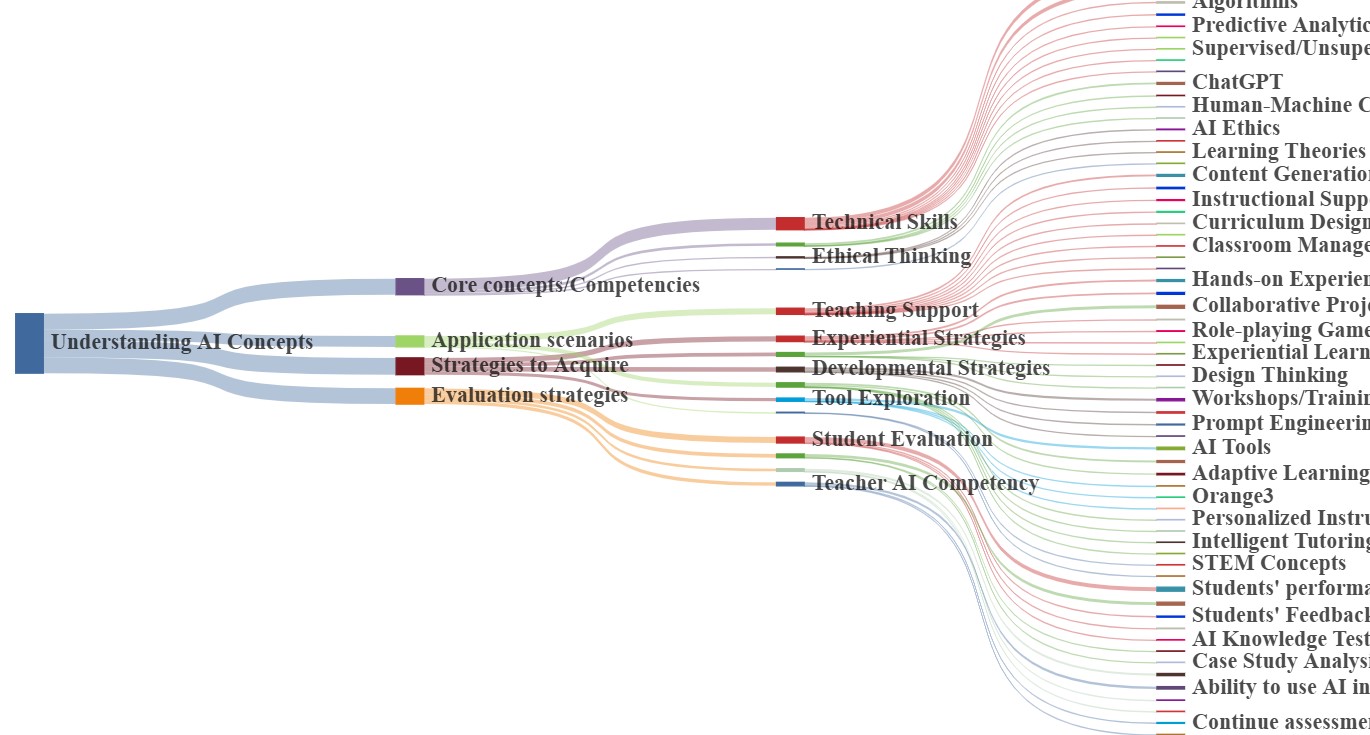 Understanding AI Concepts
Core concepts/Competencies
Application scenarios
Strategies to Acquire
Evaluation strategies
Technical Skills
Ethical Thinking
Teaching Support
Experiential Strategies
Developmental Strategies
Tool Exploration
Student Evaluation
Teacher AI Competency
Algorithms
Predictive Analytic
Supervised/Unsupe
ChatGPT
Human-Machine C
AI Ethics
Learning Theories
Content Generation
Instructional Supp
Curriculum Design
Classroom Manage
Hands-on Experien
Collaborative Proje
Role-playing Game
Experiential Learn
Design Thinking
Workshops/Trainin
Prompt Engineerin
AI Tools
Adaptive Learning
Orange3
Personalized Instru
Intelligent Tutoring
STEM Concepts
Students' performa
Students' Feedback
AI Knowledge Test
Case Study Analys
Ability to use AI in
Continue assessme